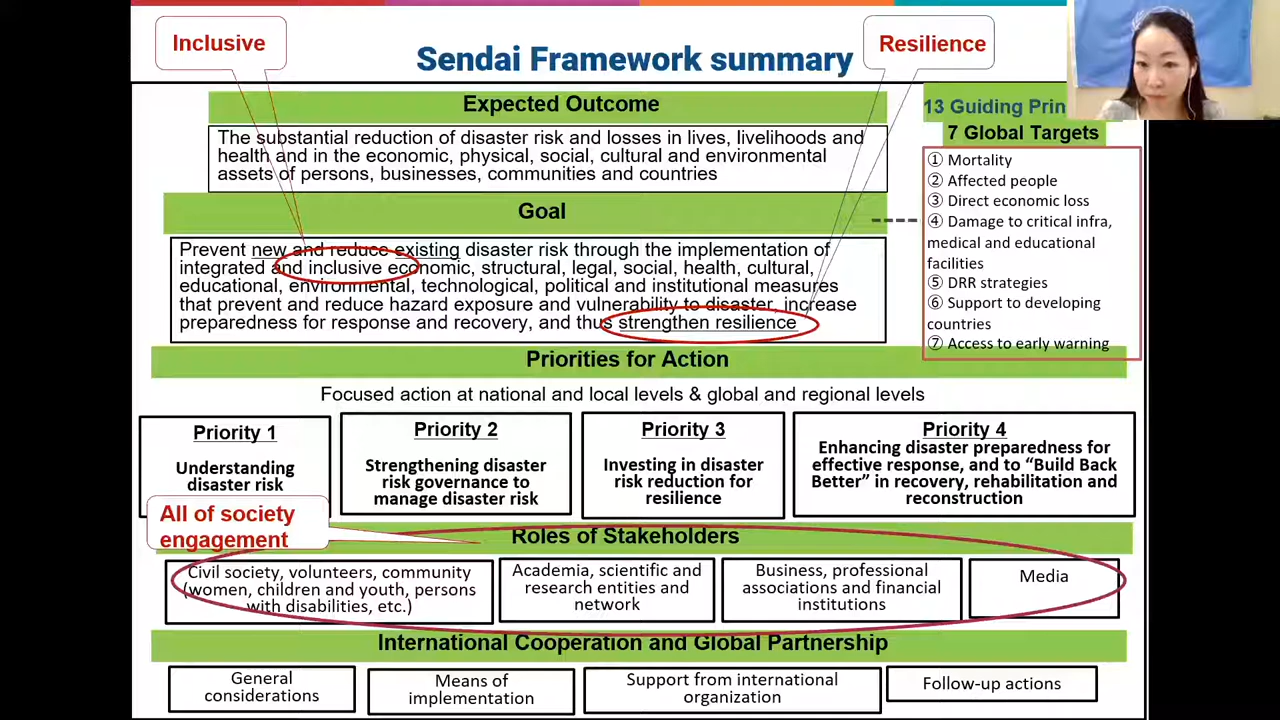 Inclusive
Sendai Framework summary
Resilience
Expected Outcome
The substantial reduction of disaster risk and losses in lives, livelihoods and
health and in the economic, physical, social, cultural and environmental
assets of persons, businesses, communities and countries
Goal
Prevent new and reduce existing disaster risk through the implementation of
integrated and inclusive economic, structural, legal, social, health, cultural,
educational, environmental, technological, political and institutional measures
that prevent and reduce hazard exposure and vulnerability to disaster, increase
preparedness for response and recovery, and thus strengthen resilience
13 Guiding Prin
7 Global Targets
① Mortality
② Affected people
③ Direct economic loss
④ Damage to critical infra,
medical and educational
facilities
⑤ DRR strategies
⑥ Support to developing
countries
⑦ Access to early warning
Priorities for Action
Focused action at national and local levels & global and regional levels
Priority 1
Understanding
disaster risk
Priority 2
Strengthening disaster
risk governance to
manage disaster risk
Priority 3
Investing in disaster
risk reduction for
resilience
Priority 4
Enhancing disaster preparedness for
effective response, and to “Build Back
Better” in recovery, rehabilitation and
reconstruction
All of society
engagement
Roles of Stakeholders
Civil society, volunteers, community
(women, children and youth, persons
with disabilities, etc.)
Academia, scientific and
research entities and
network
Business, professional
associations and financial
institutions
Media
International Cooperation and Global Partnership
General
considerations
Means of
implementation
Support from international
organization
Follow-up actions